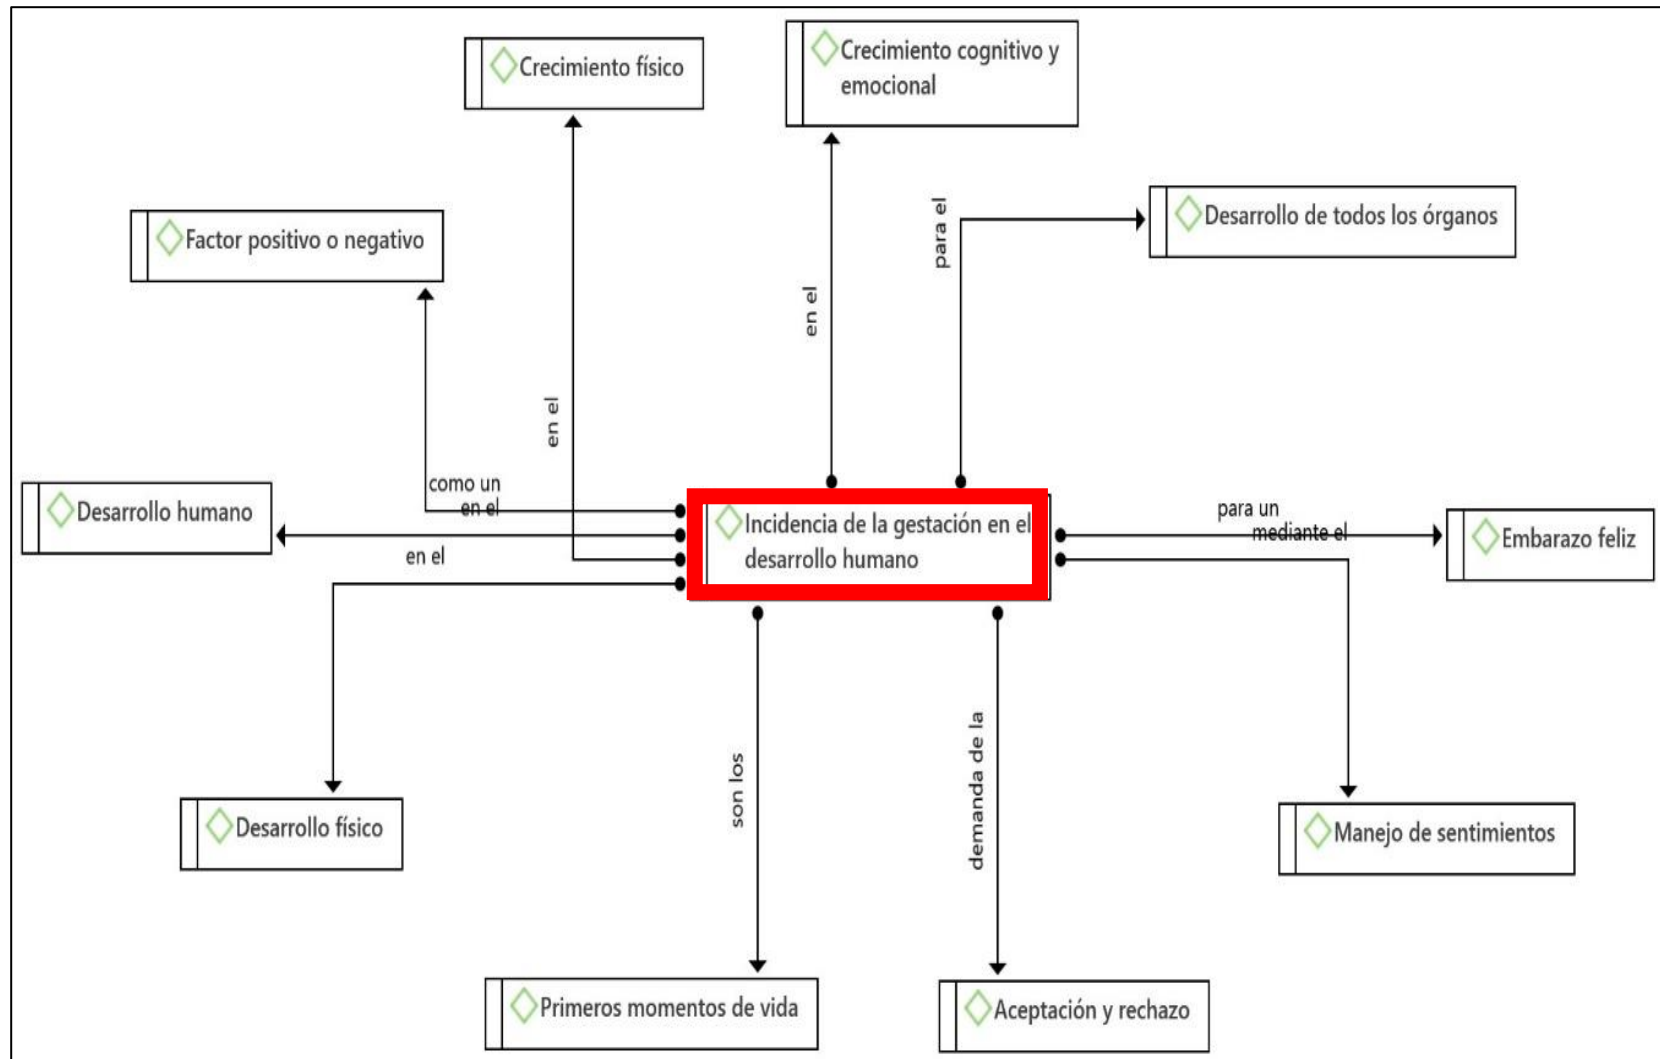 Crecimiento físico
Crecimiento cognitivo y
emocional
Factor positivo o negativo
Desarrollo de todos los órganos
para el
en el
en el
Desarrollo humano
como un
en el
en el
Incidencia de la gestación en el
desarrollo humano
para un
mediante el
Embarazo feliz
Desarrollo físico
son los
demanda de la
Manejo de sentimientos
Primeros momentos de vida
Aceptación y rechazo